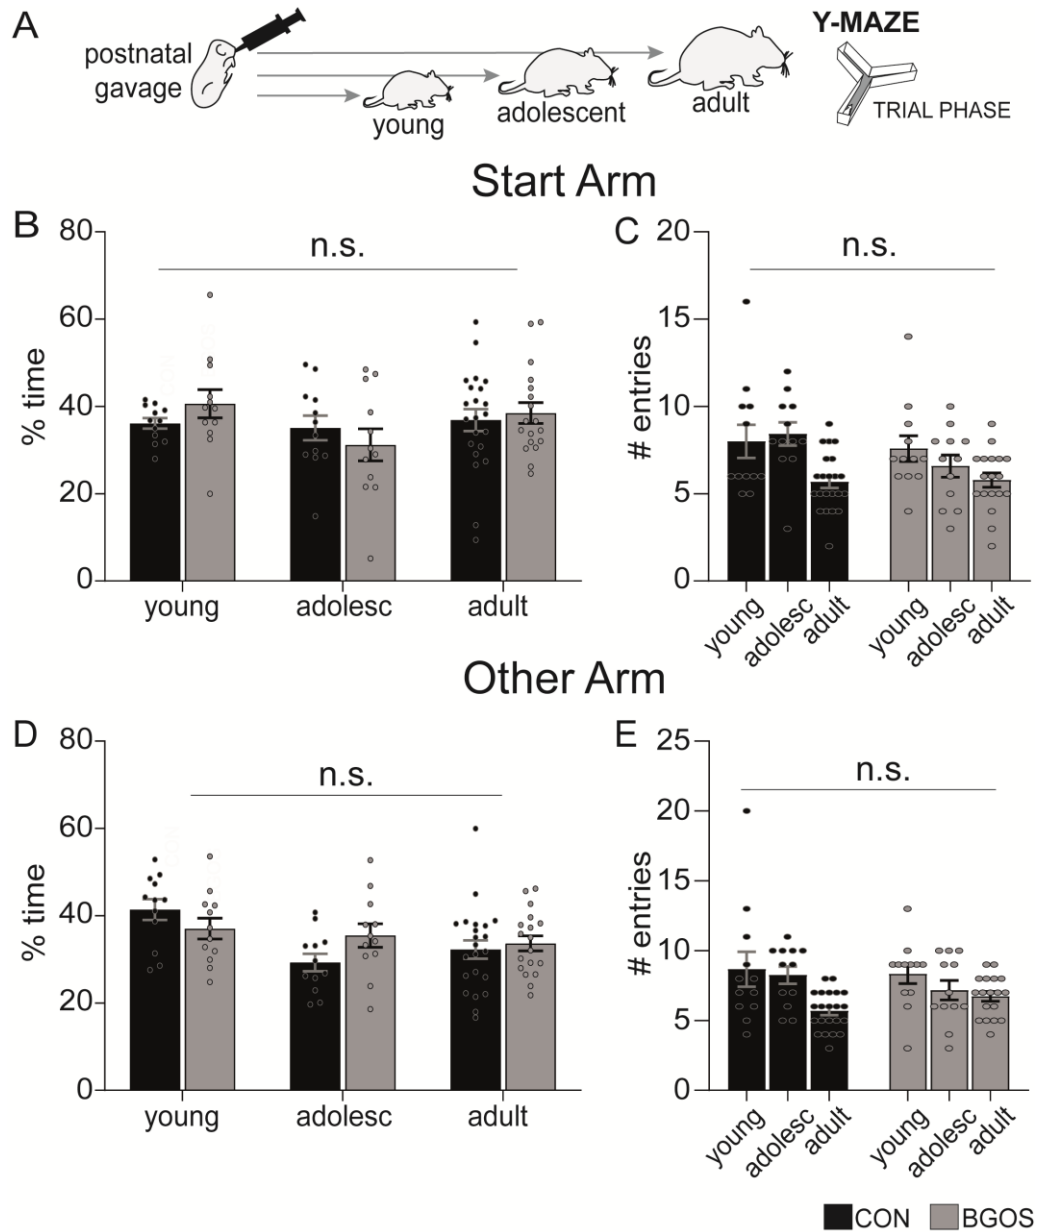 A
postnatal
gavage
young
adolescent
adult
Y-MAZE
TRIAL PHASE
Start Arm
B
80
60
40
20
0
% time
n.s.
young
adolesc
adult
C
20
15
10
5
0
# entries
n.s.
young
adolesc
adult
young
adolesc
adult
Other Arm
D
80
60
40
20
0
% time
n.s.
young
adolesc
adult
E
25
20
15
10
5
0
# entries
n.s.
young
adolesc
adult
young
adolesc
adult
CON
BGOS